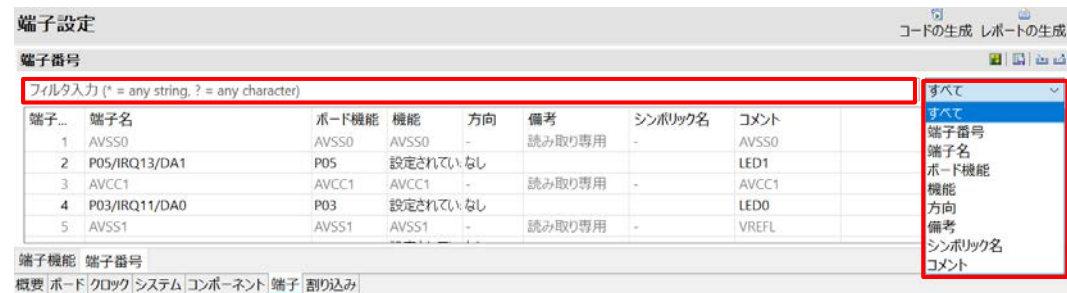 端子設定
コードの生成 レポートの生成
端子番号
フィルタ入力 (* = any string, ? = any character)
すべて
端子... 端子名 ボード機能 機能 方向 備考 シンボリック名 コメント
1 AVSS0 AVSS0 AVSS0 - 読み取り専用 - AVSS0
2 P05/IRQ13/DA1 P05 設定されてい なし LED1
3 AVCC1 AVCC1 AVCC1 - 読み取り専用 - AVCC1
4 P03/IRQ11/DA0 P03 設定されてい なし LED0
5 AVSS1 AVSS1 AVSS1 - 読み取り専用 - VREFL
すべて
端子番号
端子名
ボード機能
機能
方向
備考
シンボリック名
コメント
端子機能 端子番号
概要 ボード クロック システム コンポーネント 端子 割り込み